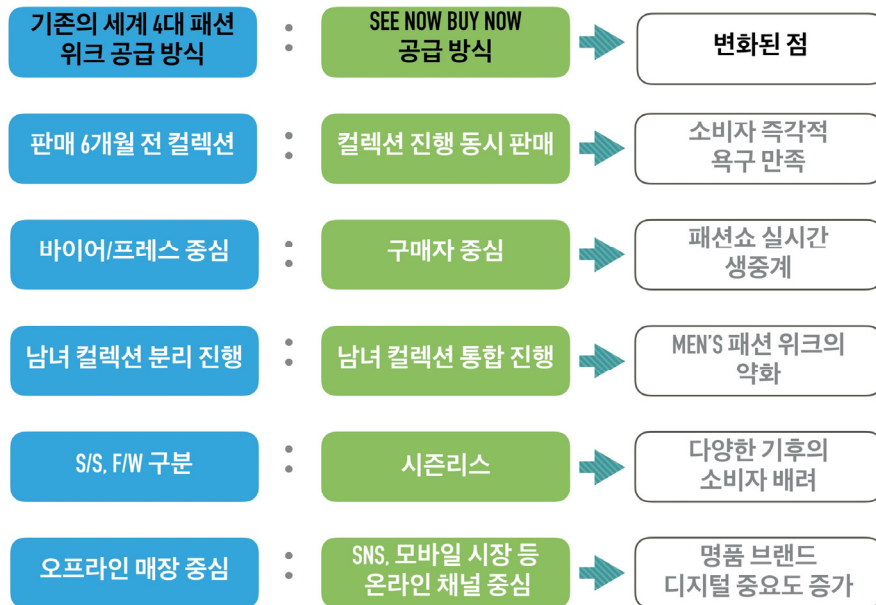 기존의 세계 4대 패션
위크 공급 방식
:
SEE NOW BUY NOW
공급 방식
변화된 점
판매 6개월 전 컬렉션
:
컬렉션 진행 동시 판매
소비자 즉각적
욕구 만족
바이어/프레스 중심
:
구매자 중심
패션쇼 실시간
생중계
남녀 컬렉션 분리 진행
:
남녀 컬렉션 통합 진행
MEN'S 패션 위크의
약화
S/S, F/W 구분
:
시즌리스
다양한 기후의
소비자 배려
오프라인 매장 중심
:
SNS, 모바일 시장 등
온라인 채널 중심
명품 브랜드
디지털 중요도 증가